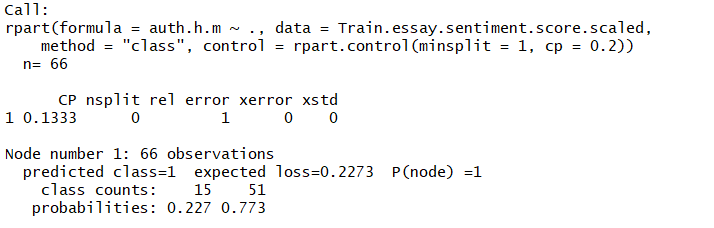 Call:
rpart(formula = auth.h.m ~ ., data = Train.essay.sentiment.score.scaled,
    method = "class", control = rpart.control(minsplit = 1, cp = 0.2))
  n= 66

      CP nsplit rel error xerror xstd
1 0.1333      0         1      0    0

Node number 1: 66 observations
  predicted class=1  expected loss=0.2273  P(node) =1
    class counts:    15    51
   probabilities: 0.227 0.773